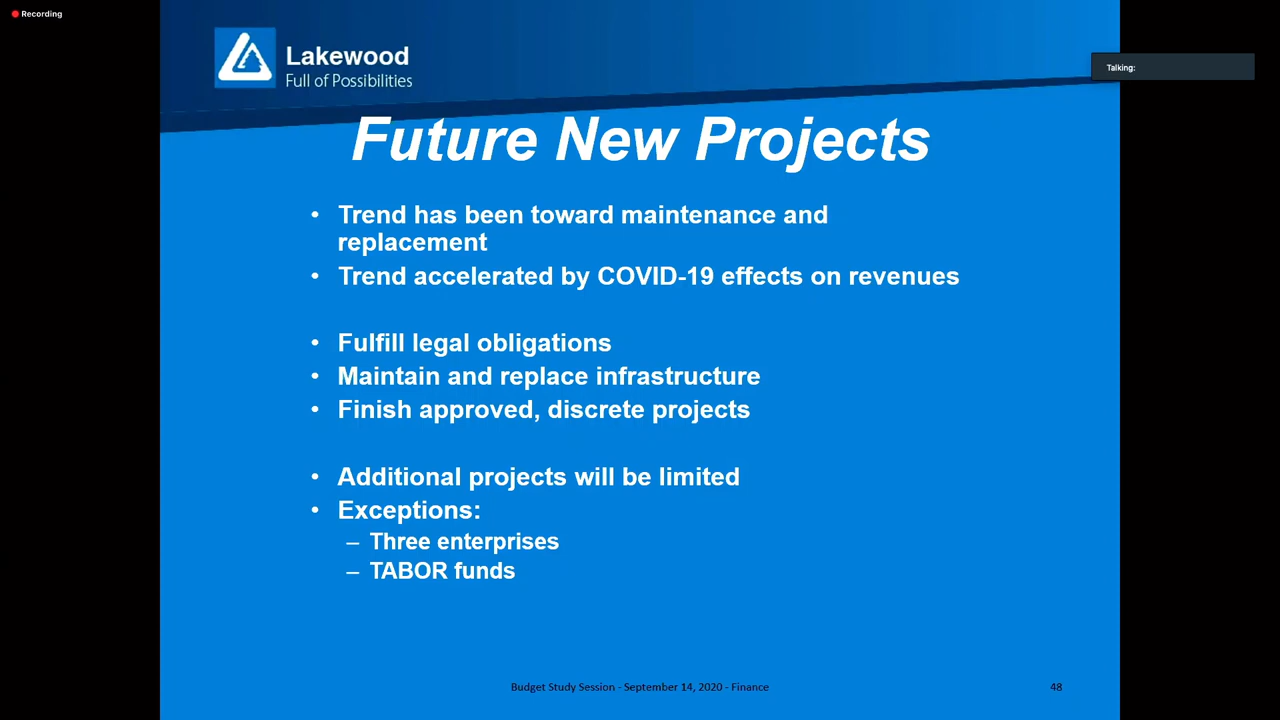 Recording
Lakewood
Full of Possibilities
Talking:
Future New Projects
• Trend has been toward maintenance and
replacement
• Trend accelerated by COVID-19 effects on revenues
• Fulfill legal obligations
• Maintain and replace infrastructure
• Finish approved, discrete projects
• Additional projects will be limited
• Exceptions:
– Three enterprises
– TABOR funds
Budget Study Session - September 14, 2020 - Finance
48